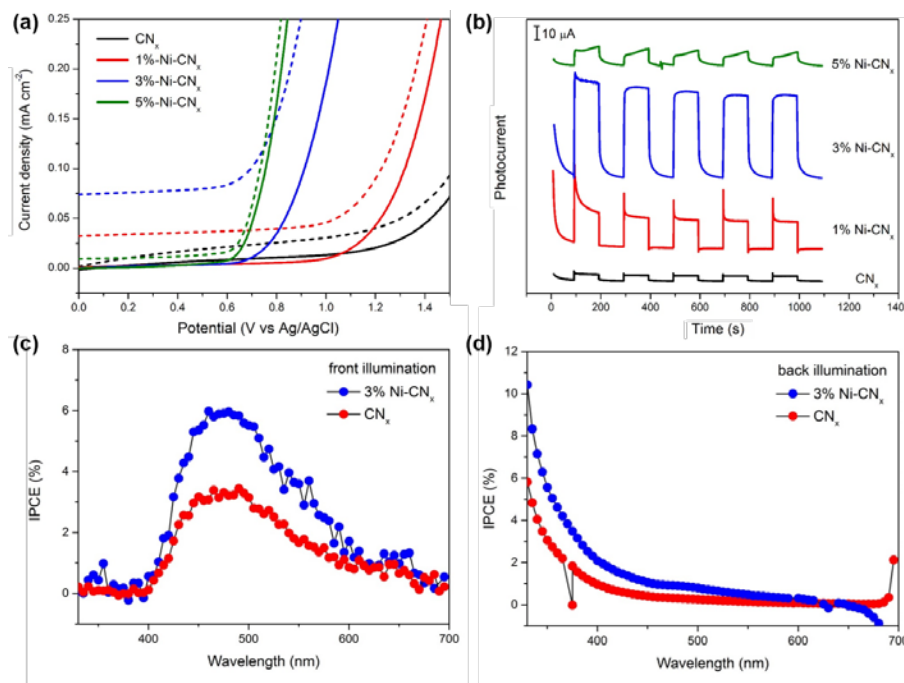 (a)
0.25
0.20
0.15
0.10
0.05
0.00
Current density (mA cm⁻²)
CNₓ
1%-Ni-CNₓ
3%-Ni-CNₓ
5%-Ni-CNₓ
0.0 0.2 0.4 0.6 0.8 1.0 1.2 1.4
Potential (V vs Ag/AgCl)
(b)
10 μA
Photocurrent
5% Ni-CNₓ
3% Ni-CNₓ
1% Ni-CNₓ
CNₓ
0 200 400 600 800 1000 1200 140
Time (s)
(c)
8
6
4
2
0
IPCE (%)
front illumination
3% Ni-CNₓ
CNₓ
400 500 600 700
Wavelength (nm)
(d)
12
10
8
6
4
2
0
IPCE (%)
back illumination
3% Ni-CNₓ
CNₓ
400 500 600 700
Wavelength (nm)